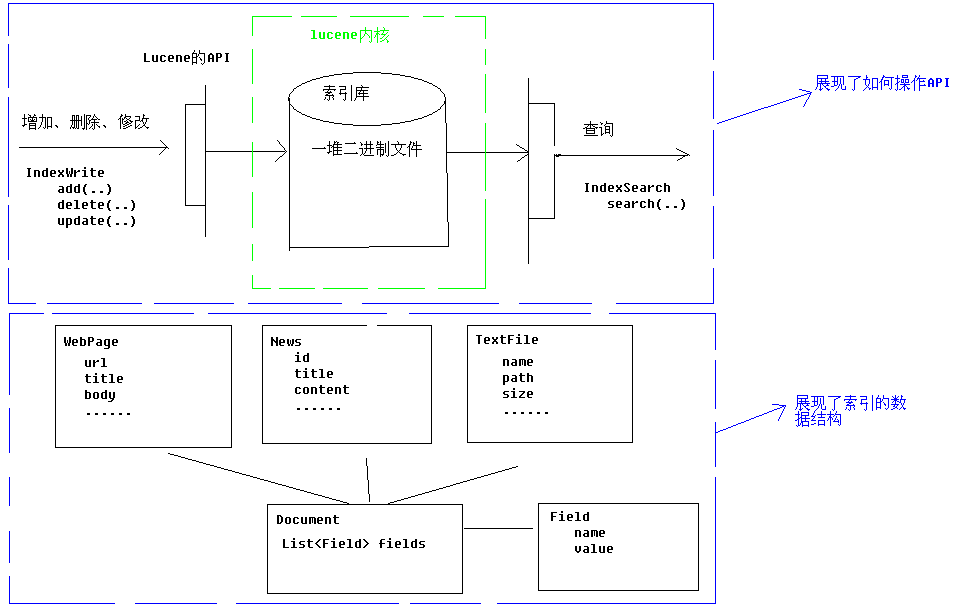 lucene内核
Lucene的API
索引库
展现了如何操作API
增加、删除、修改
查询
一堆二进制文件
IndexWrite
add(..)
delete(..)
update(..)
IndexSearch
search(..)
WebPage
url
title
body
......
News
id
title
content
......
TextFile
name
path
size
......
展现了索引的数
据结构
Document
List<Field> fields
Field
name
value